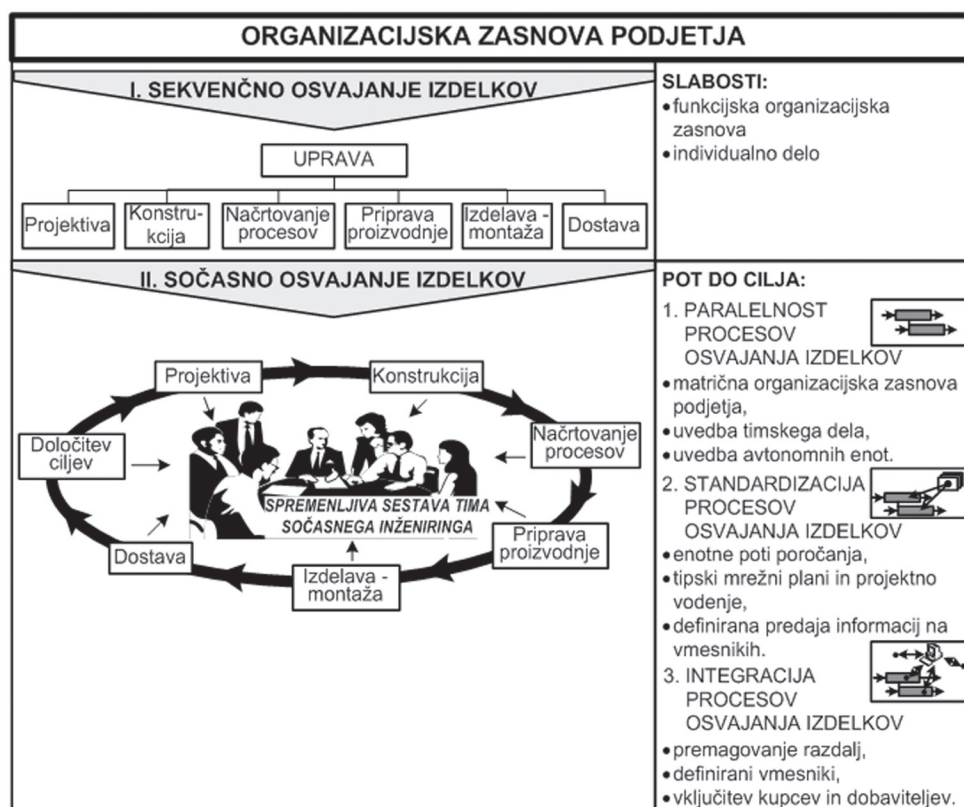 ORGANIZACIJSKA ZASNOVA PODJETJA
I. SEKVENČNO OSVAJANJE IZDELKOV
UPRAVA
Projektiva
Konstru-
kcija
Načrtovanje
procesov
Priprava
proizvodnje
Izdelava -
montaža
Dostava
SLABOSTI:
• funkcijska organizacijska
zasnova
• individualno delo
II. SOČASNO OSVAJANJE IZDELKOV
Projektiva
Konstrukcija
Določitev
ciljev
Načrtovanje
procesov
SPREMENLJIVA SESTAVA TIMA
SOČASNEGA INŽENIRINGA
Dostava
Priprava
proizvodnje
Izdelava -
montaža
POT DO CILJA:
1. PARALELNOST
PROCESOV
OSVAJANJA IZDELKOV
• matrična organizacijska zasnova
podjetja,
• uvedba timskega dela,
• uvedba avtonomnih enot.
2. STANDARDIZACIJA
PROCESOV
OSVAJANJA IZDELKOV
• enotne poti poročanja,
• tipski mrežni plani in projektno
vodenje,
• definirana predaja informacij na
vmesnikih.
3. INTEGRACIJA
PROCESOV
OSVAJANJA IZDELKOV
• premagovanje razdalj,
• definirani vmesniki,
• vključitev kupcev in dobaviteljev.